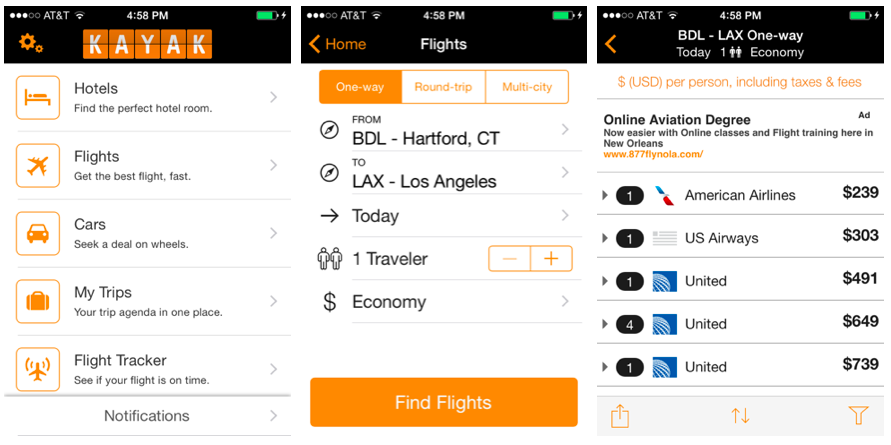 ●●●○○ AT&T 4:58 PM
KAYAK
Hotels
Find the perfect hotel room.
Flights
Get the best flight, fast.
Cars
Seek a deal on wheels.
My Trips
Your trip agenda in one place.
Flight Tracker
See if your flight is on time.
Notifications
●●●○○ AT&T 4:58 PM
Home Flights
One-way Round-trip Multi-city
FROM
BDL - Hartford, CT
TO
LAX - Los Angeles
Today
1 Traveler — +
$ Economy
Find Flights
●●●○○ AT&T 4:58 PM
BDL - LAX One-way
Today 1 Economy
$ (USD) per person, including taxes & fees
Online Aviation Degree Ad
Now easier with Online classes and Flight training here in
New Orleans
www.877flynola.com/
1 American Airlines $239
1 US Airways $303
1 United $491
4 United $649
1 United $739